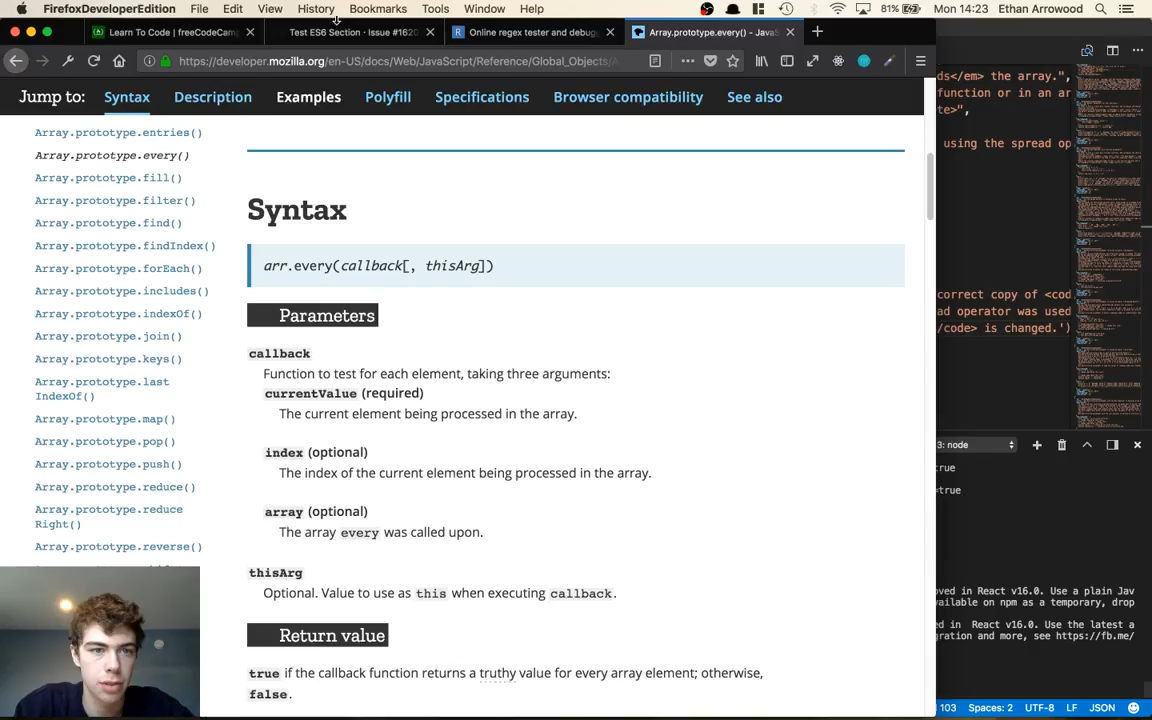 FirefoxDeveloperEdition File Edit View History Bookmarks Tools Window Help 81% Mon 14:23 Ethan Arrowood
Learn To Code | freeCodeCam
Test ES6 Section · Issue #1620
Online regex tester and debug
Array.prototype.every() - JavaS
https://developer.mozilla.org/en-US/docs/Web/JavaScript/Reference/Global_Objects/A
Jump to: Syntax Description Examples Polyfill Specifications Browser compatibility See also
Array.prototype.entries()
Array.prototype.every()
Array.prototype.fill()
Array.prototype.filter()
Array.prototype.find()
Array.prototype.findIndex()
Array.prototype.forEach()
Array.prototype.includes()
Array.prototype.indexOf()
Array.prototype.join()
Array.prototype.keys()
Array.prototype.last
IndexOf()
Array.prototype.map()
Array.prototype.pop()
Array.prototype.push()
Array.prototype.reduce()
Array.prototype.reduce
Right()
Array.prototype.reverse()
Syntax
arr.every(callback[, thisArg])
Parameters
callback
Function to test for each element, taking three arguments:
currentValue (required)
The current element being processed in the array.
index (optional)
The index of the current element being processed in the array.
array (optional)
The array every was called upon.
thisArg
Optional. Value to use as this when executing callback.
Return value
true if the callback function returns a truthy value for every array element; otherwise,
false.
ds</em> the array.",
function or in an ar
te>",
using the spread op
correct copy of <cod
ad operator was used
/code> is changed.')
3: node
true
=true
oved in React v16.0. Use a plain Jav
vailable on npm as a temporary, drop
ed in React v16.0. Use the latest a
gration and more, see https://fb.me/
103 Spaces: 2 UTF-8 LF JSON